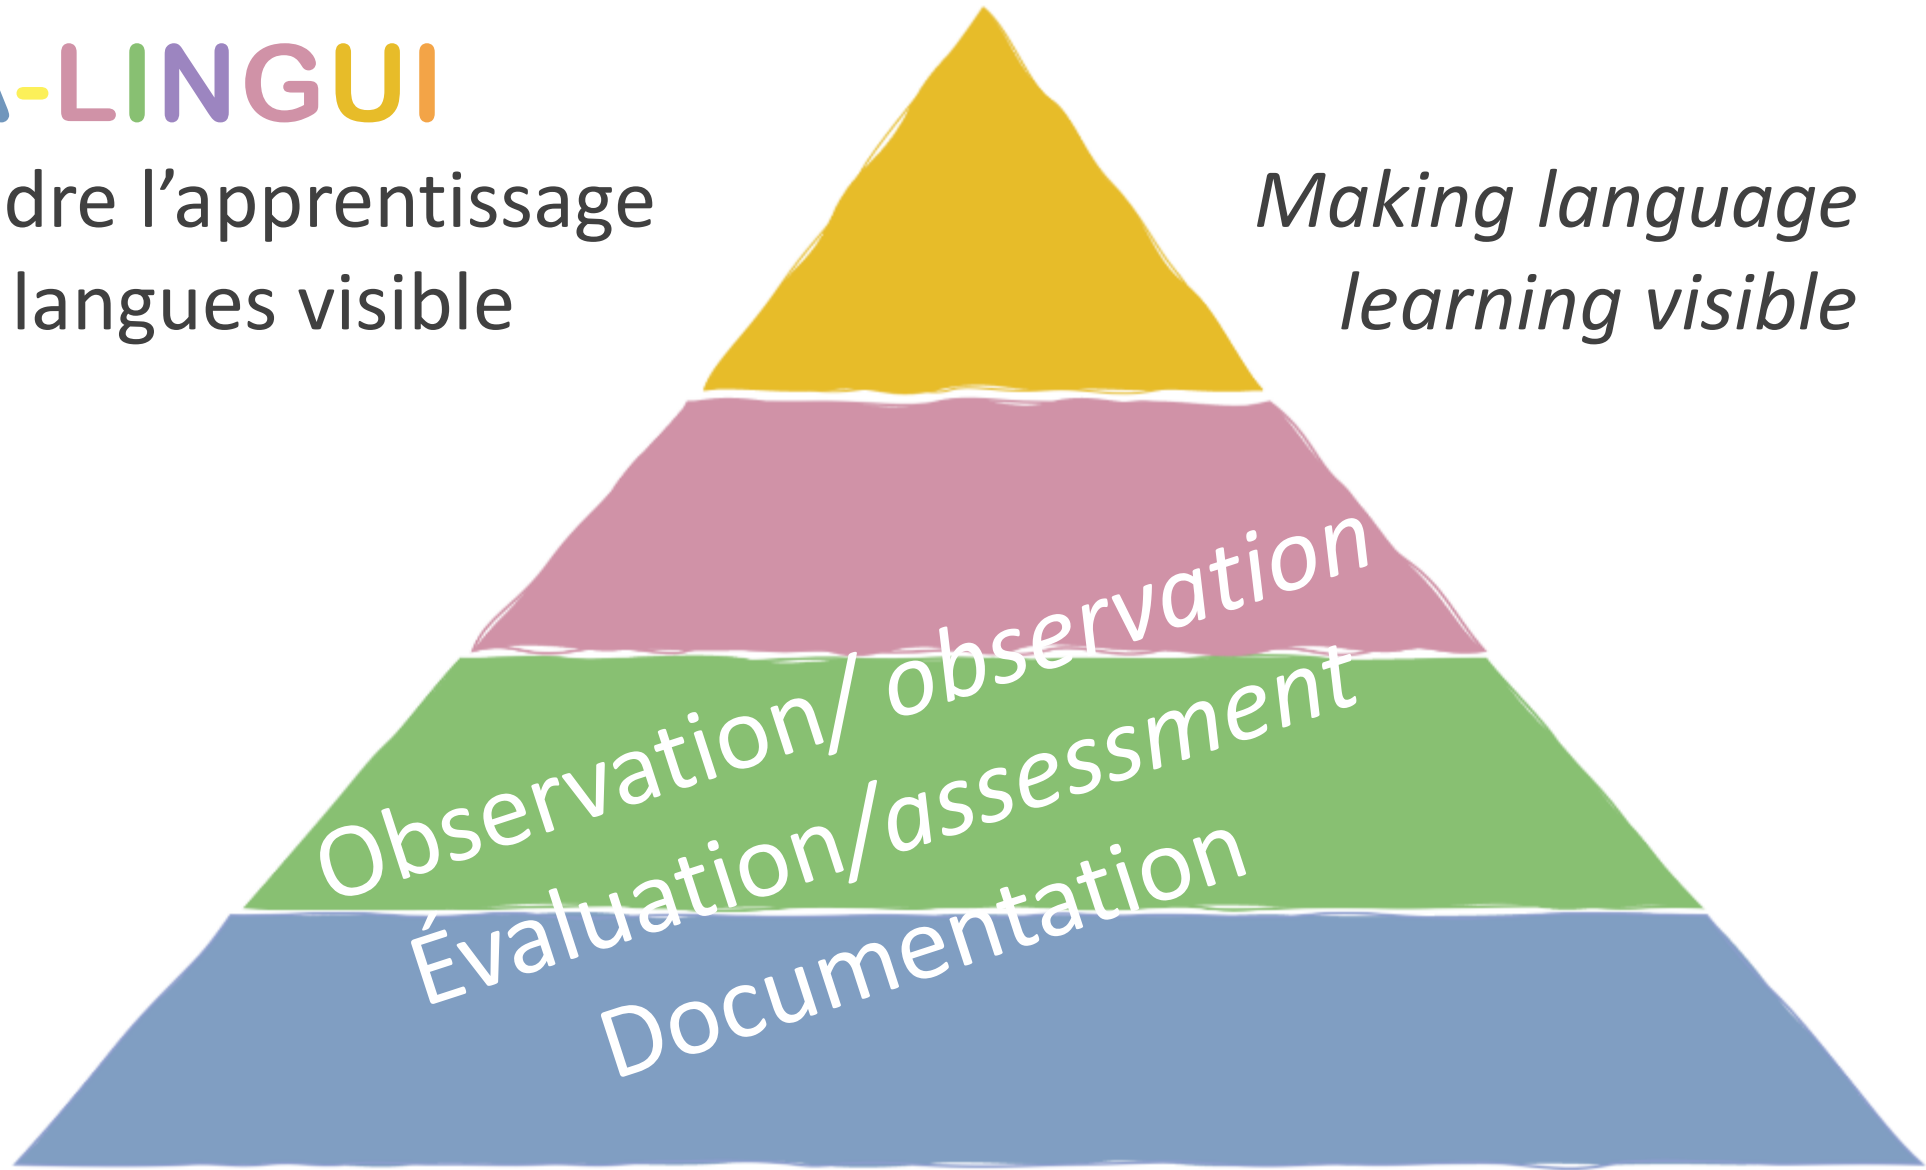 A-LINGUI
dre l’apprentissage
langues visible
Making language
learning visible
Observation/ observation
Évaluation/assessment
Documentation